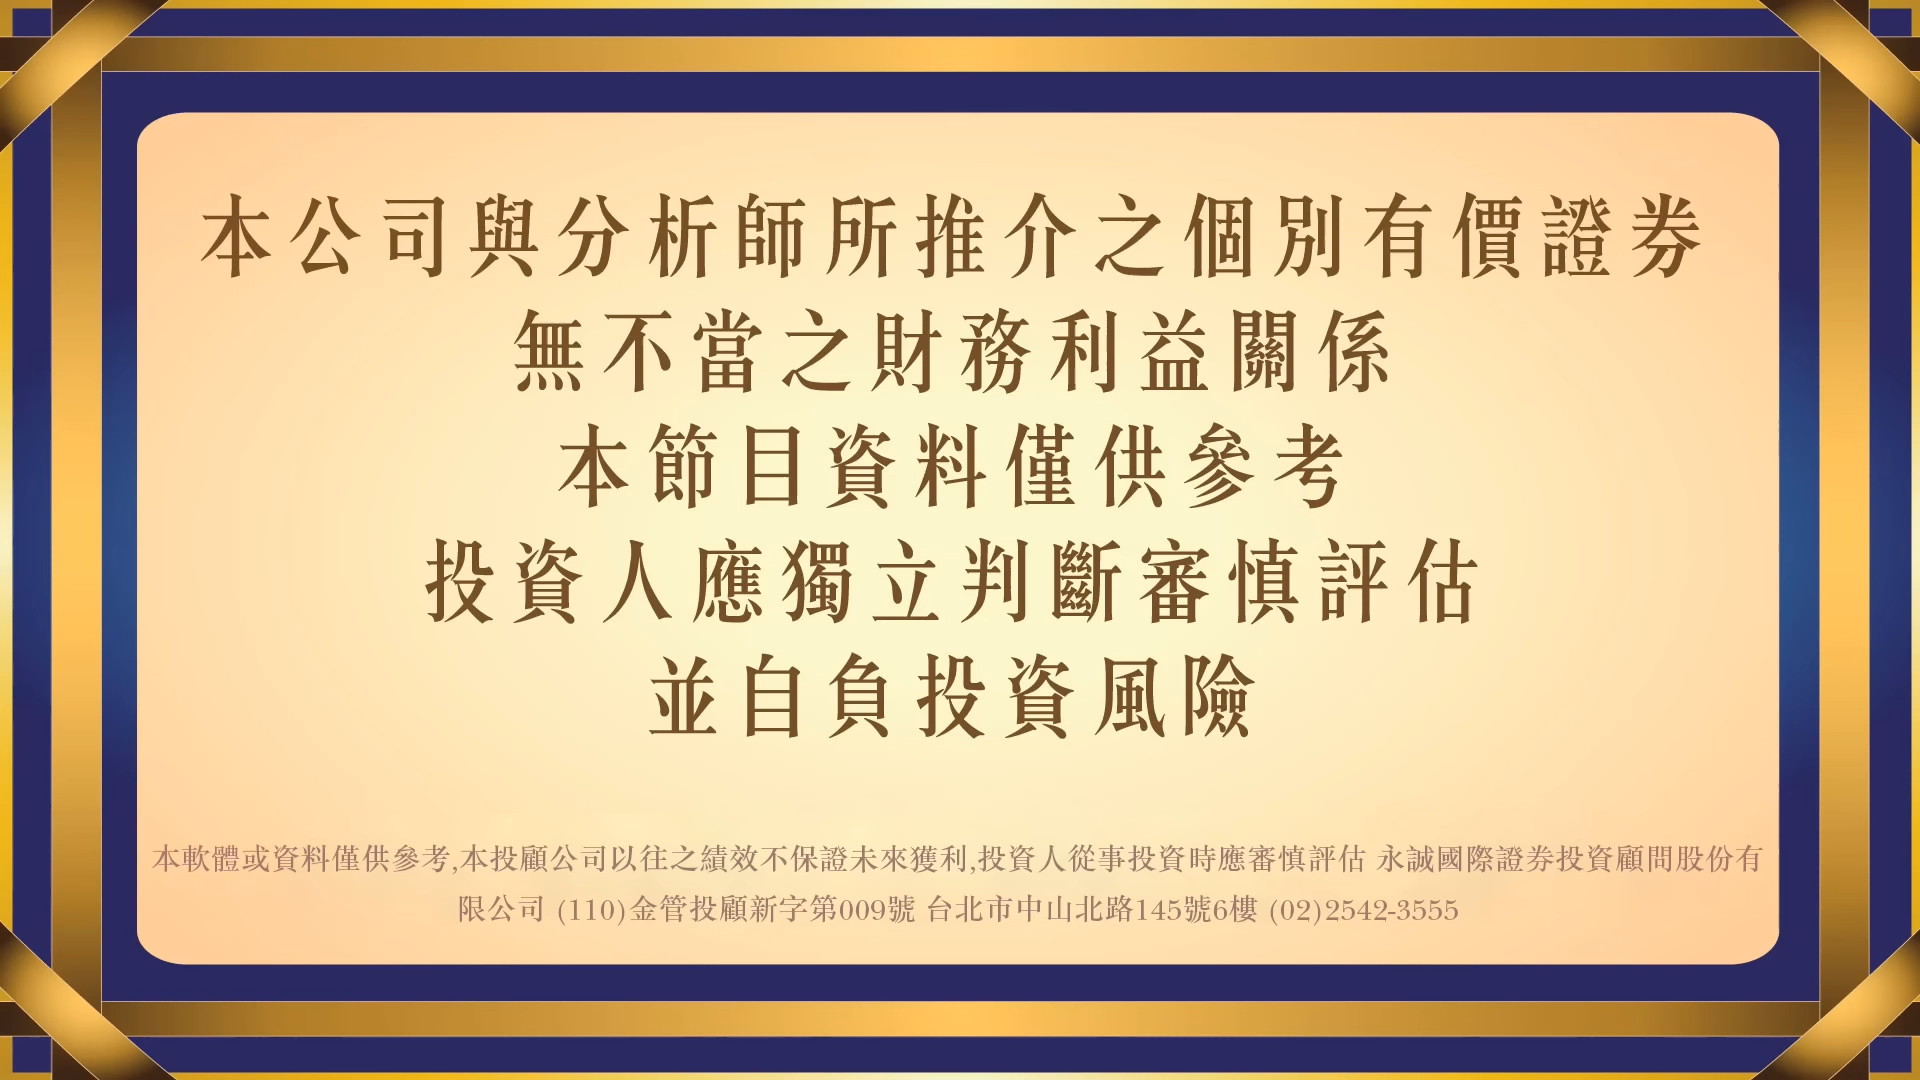 本公司與分析師所推介之個別有價證券
無不當之財務利益關係
本節目資料僅供參考
投資人應獨立判斷審慎評估
並自負投資風險
本軟體或資料僅供參考,本投顧公司以往之績效不保證未來獲利,投資人從事投資時應審慎評估 永誠國際證券投資顧問股份有
限公司 (110)金管投顧新字第009號 台北市中山北路145號6樓 (02)2542-3555